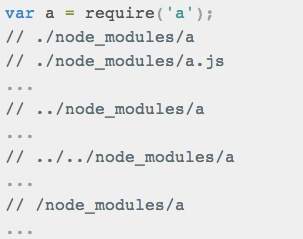 var a = require('a');
// ./node_modules/a
// ./node_modules/a.js
...
// ../node_modules/a
...
// ../../node_modules/a
...
// /node_modules/a
...